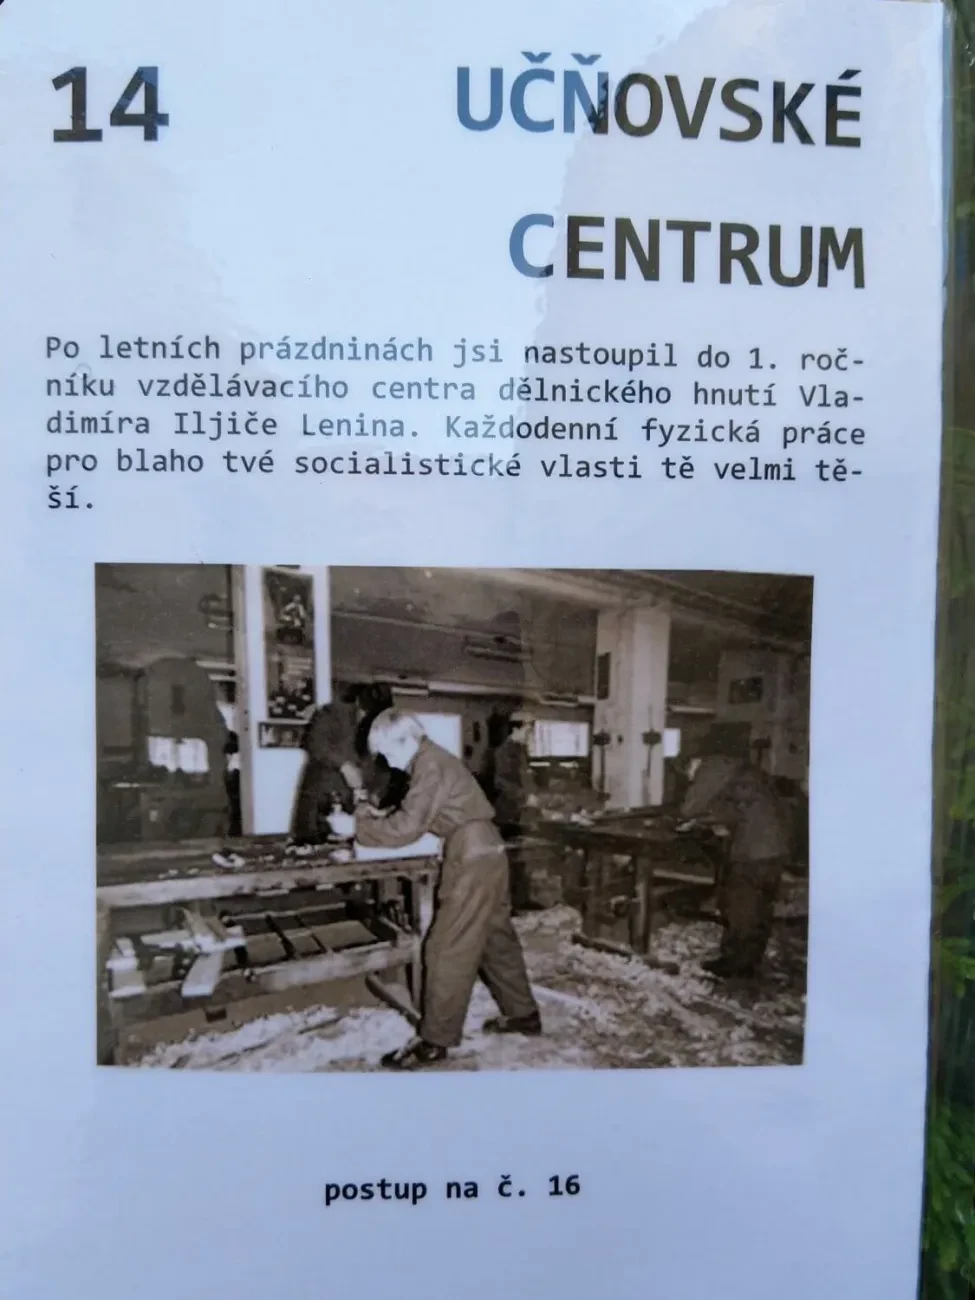 14
UČŇOVSKÉ
CENTRUM
Po letních prázdninách jsi nastoupil do 1. roč-
níku vzdělávacího centra dělnického hnutí Vla-
dimíra Iljiče Lenina. Každodenní fyzická práce
pro blaho tvé socialistické vlasti tě velmi tě-
ší.
postup na č. 16